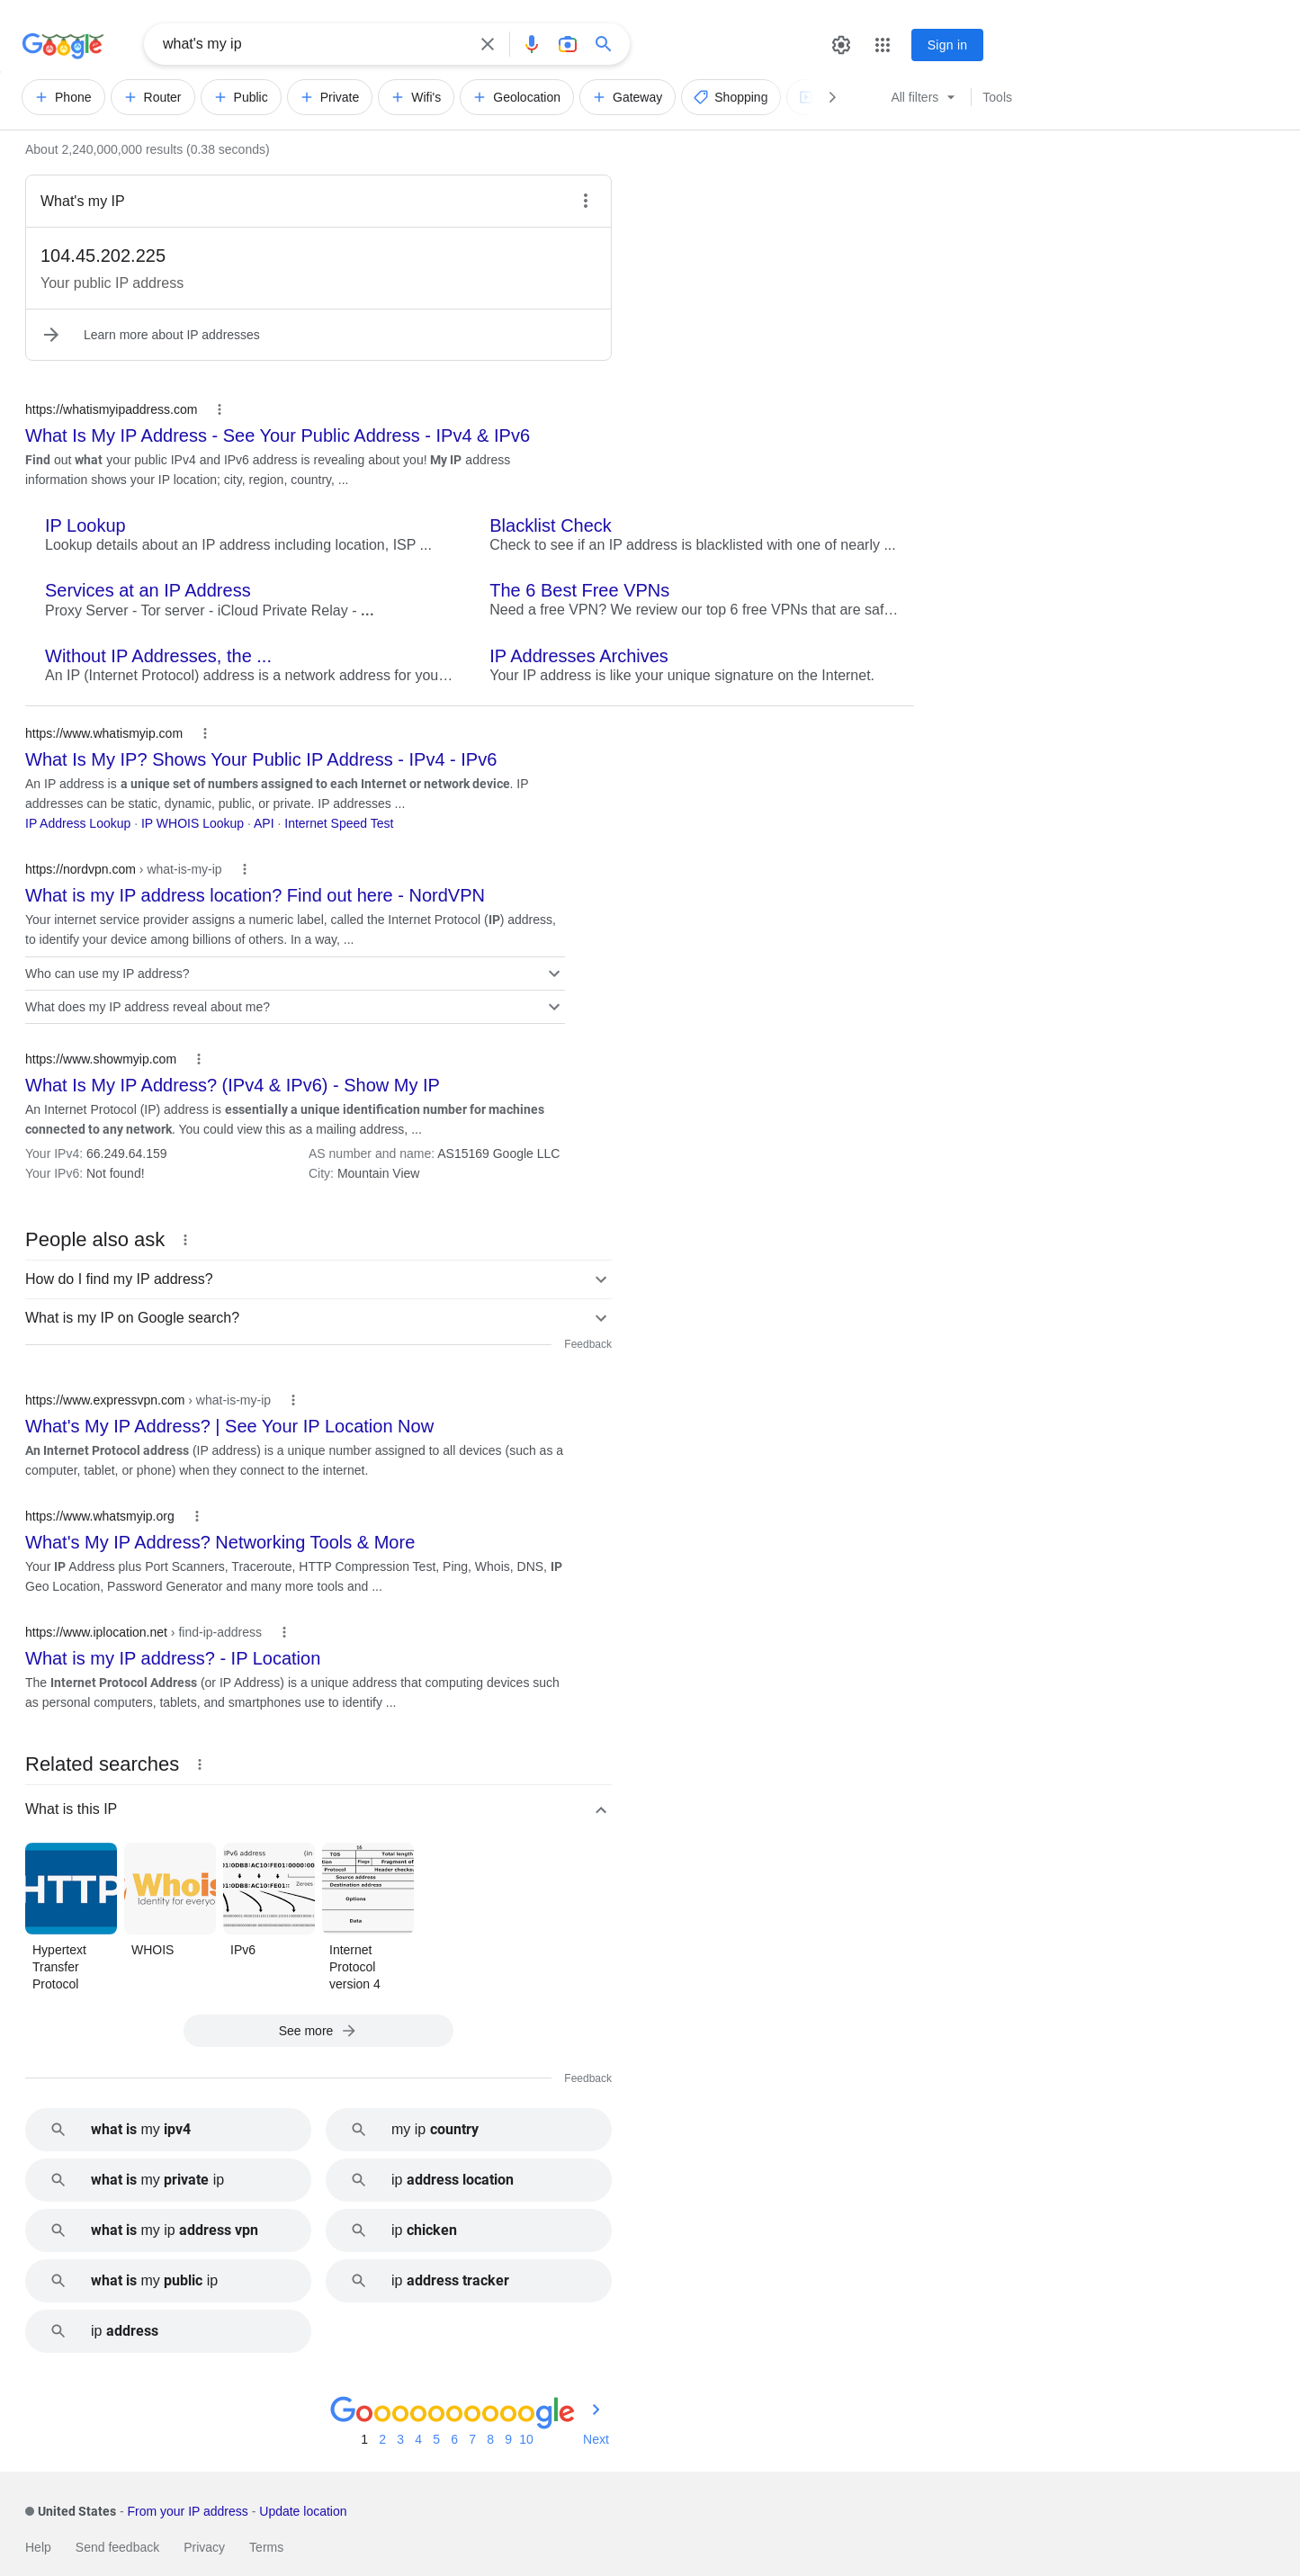 Google
what's my ip
Sign in
Phone
Router
Public
Private
Wifi's
Geolocation
Gateway
Shopping
All filters
Tools
About 2,240,000,000 results (0.38 seconds)
What's my IP
104.45.202.225
Your public IP address
Learn more about IP addresses
https://whatismyipaddress.com
What Is My IP Address - See Your Public Address - IPv4 & IPv6
Find out what your public IPv4 and IPv6 address is revealing about you! My IP address
information shows your IP location; city, region, country, ...
IP Lookup
Lookup details about an IP address including location, ISP ...
Blacklist Check
Check to see if an IP address is blacklisted with one of nearly ...
Services at an IP Address
Proxy Server - Tor server - iCloud Private Relay - ...
The 6 Best Free VPNs
Need a free VPN? We review our top 6 free VPNs that are saf…
Without IP Addresses, the ...
An IP (Internet Protocol) address is a network address for you…
IP Addresses Archives
Your IP address is like your unique signature on the Internet.
https://www.whatismyip.com
What Is My IP? Shows Your Public IP Address - IPv4 - IPv6
An IP address is a unique set of numbers assigned to each Internet or network device. IP
addresses can be static, dynamic, public, or private. IP addresses ...
IP Address Lookup · IP WHOIS Lookup · API · Internet Speed Test
https://nordvpn.com › what-is-my-ip
What is my IP address location? Find out here - NordVPN
Your internet service provider assigns a numeric label, called the Internet Protocol (IP) address,
to identify your device among billions of others. In a way, ...
Who can use my IP address?
What does my IP address reveal about me?
https://www.showmyip.com
What Is My IP Address? (IPv4 & IPv6) - Show My IP
An Internet Protocol (IP) address is essentially a unique identification number for machines
connected to any network. You could view this as a mailing address, ...
Your IPv4: 66.249.64.159
AS number and name: AS15169 Google LLC
Your IPv6: Not found!
City: Mountain View
People also ask
How do I find my IP address?
What is my IP on Google search?
Feedback
https://www.expressvpn.com › what-is-my-ip
What's My IP Address? | See Your IP Location Now
An Internet Protocol address (IP address) is a unique number assigned to all devices (such as a
computer, tablet, or phone) when they connect to the internet.
https://www.whatsmyip.org
What's My IP Address? Networking Tools & More
Your IP Address plus Port Scanners, Traceroute, HTTP Compression Test, Ping, Whois, DNS, IP
Geo Location, Password Generator and many more tools and ...
https://www.iplocation.net › find-ip-address
What is my IP address? - IP Location
The Internet Protocol Address (or IP Address) is a unique address that computing devices such
as personal computers, tablets, and smartphones use to identify ...
Related searches
What is this IP
HTTP
Whois
Identity for everyo
IPv6 address (in
Zeroes
16
TOS Total length
Flags Fragment of
Protocol Header checksu
Source address
Destination address
Options
Data
Hypertext
Transfer
Protocol
WHOIS
IPv6
Internet
Protocol
version 4
See more
Feedback
what is my ipv4
my ip country
what is my private ip
ip address location
what is my ip address vpn
ip chicken
what is my public ip
ip address tracker
ip address
Goooooooooogle
1 2 3 4 5 6 7 8 9 10 Next
United States - From your IP address - Update location
Help Send feedback Privacy Terms